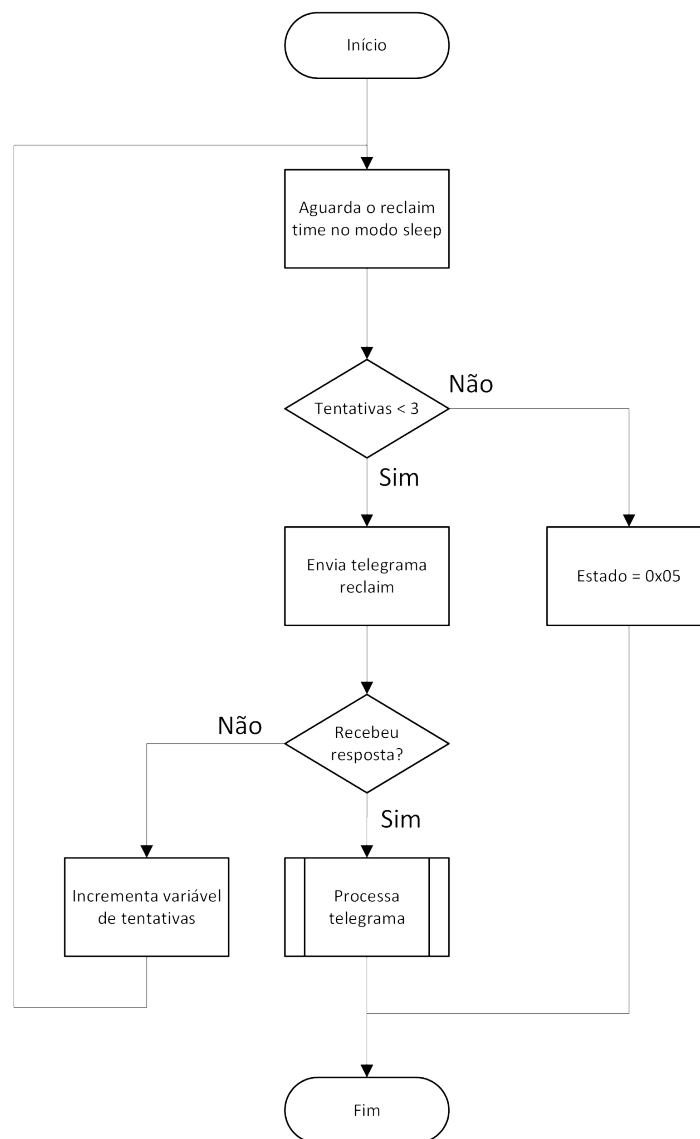 Início
Aguarda o reclaim
time no modo sleep
Tentativas < 3
Não
Sim
Envia telegrama
reclaim
Estado = 0x05
Recebeu
resposta?
Não
Sim
Incrementa variável
de tentativas
Processa
telegrama
Fim